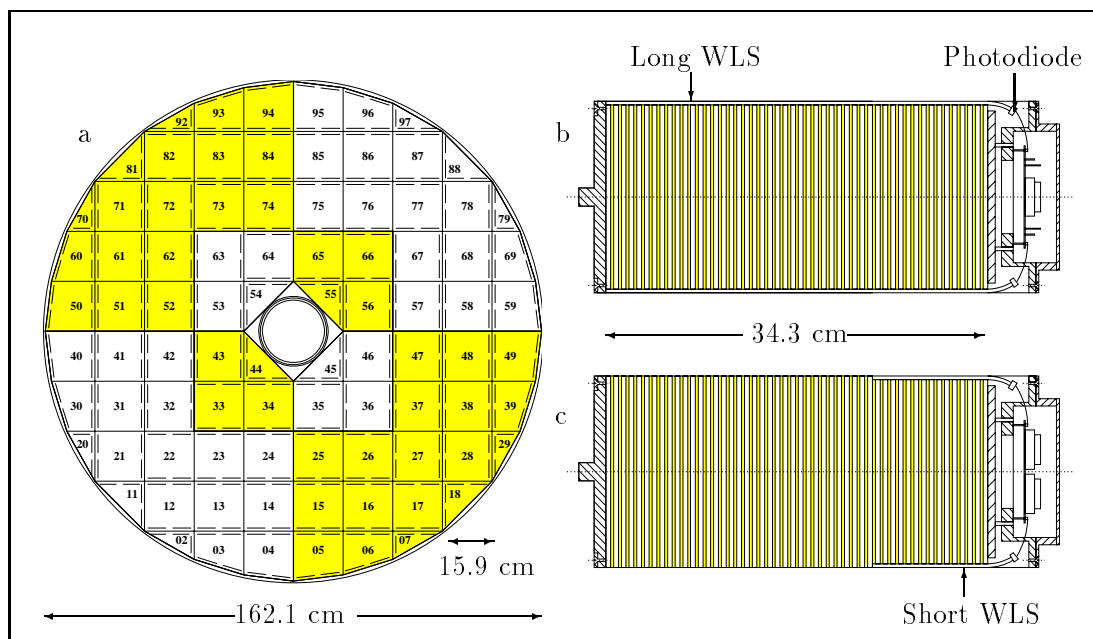 Long WLS
Photodiode
a
b
c
92 93 94 95 96 97
81 82 83 84 85 86 87 88
70 71 72 73 74 75 76 77 78 79
60 61 62 63 64 65 66 67 68 69
50 51 52 53 54 55 56 57 58 59
40 41 42 43 44 45 46 47 48 49
30 31 32 33 34 35 36 37 38 39
20 21 22 23 24 25 26 27 28 29
11 12 13 14 15 16 17 18
02 03 04 05 06 07
34.3 cm
15.9 cm
162.1 cm
Short WLS